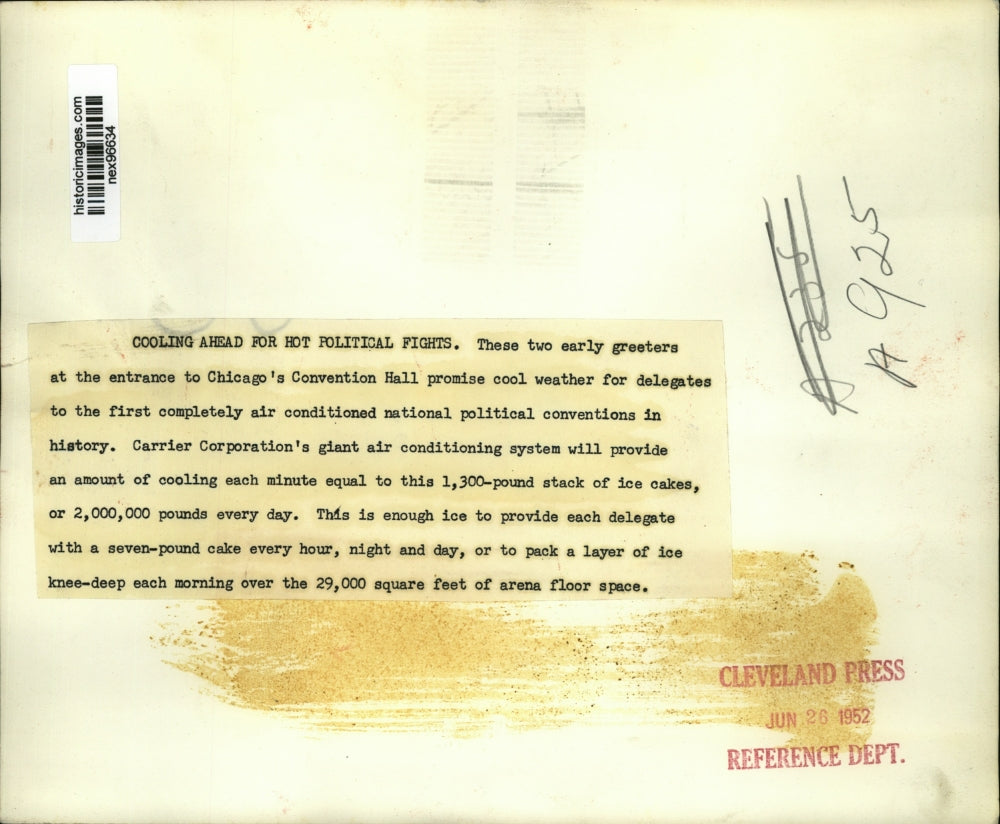 historicimages.com
nex96634
A 925
COOLING AHEAD FOR HOT POLITICAL FIGHTS. These two early greeters
at the entrance to Chicago's Convention Hall promise cool weather for delegates
to the first completely air conditioned national political conventions in
history. Carrier Corporation's giant air conditioning system will provide
an amount of cooling each minute equal to this 1,300-pound stack of ice cakes,
or 2,000,000 pounds every day. This is enough ice to provide each delegate
with a seven-pound cake every hour, night and day, or to pack a layer of ice
knee-deep each morning over the 29,000 square feet of arena floor space.
CLEVELAND PRESS
JUN 26 1952
REFERENCE DEPT.